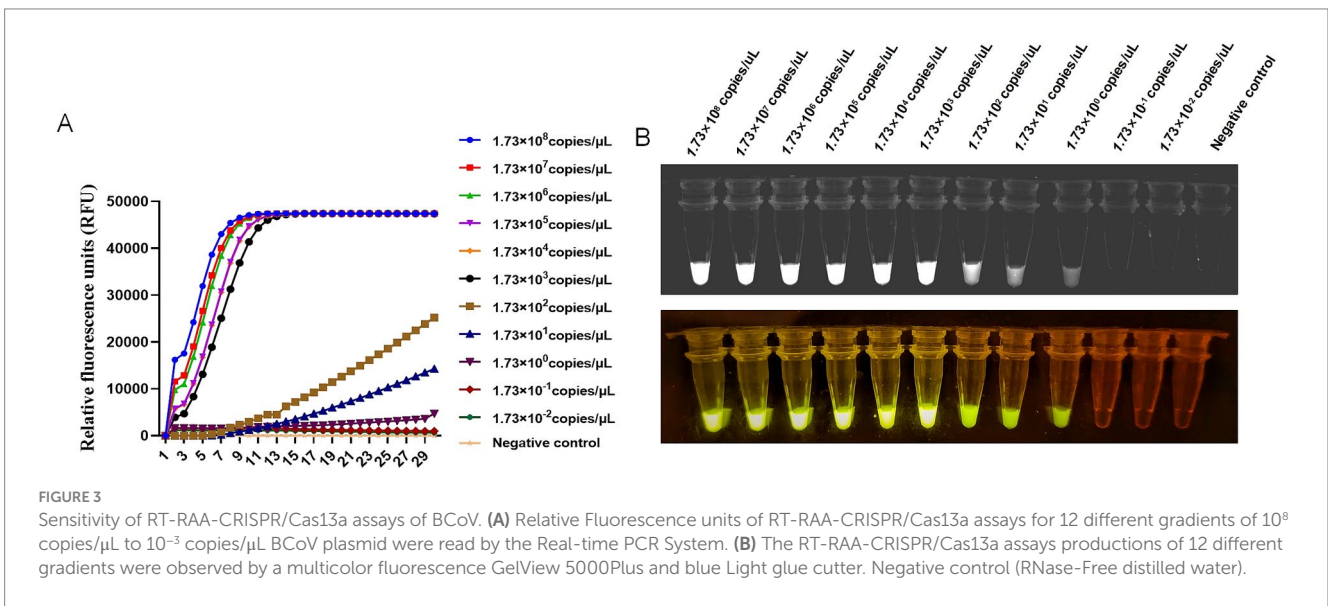 A
Relative fluorescence units (RFU)
50000
40000
30000
20000
10000
0
1 3 5 7 9 11 13 15 17 19 21 23 25 27 29
1.73×10⁸copies/μL
1.73×10⁷copies/μL
1.73×10⁶copies/μL
1.73×10⁵copies/μL
1.73×10⁴copies/μL
1.73×10³copies/μL
1.73×10²copies/μL
1.73×10¹copies/μL
1.73×10⁰copies/μL
1.73×10⁻¹copies/μL
1.73×10⁻²copies/μL
Negative control
B
1.73×10⁸ copies/uL
1.73×10⁷ copies/uL
1.73×10⁶ copies/uL
1.73×10⁵ copies/uL
1.73×10⁴ copies/uL
1.73×10³ copies/uL
1.73×10² copies/uL
1.73×10¹ copies/uL
1.73×10⁰ copies/uL
1.73×10⁻¹ copies/uL
1.73×10⁻² copies/uL
Negative control
FIGURE 3
Sensitivity of RT-RAA-CRISPR/Cas13a assays of BCoV. (A) Relative Fluorescence units of RT-RAA-CRISPR/Cas13a assays for 12 different gradients of 10⁸
copies/μL to 10⁻³ copies/μL BCoV plasmid were read by the Real-time PCR System. (B) The RT-RAA-CRISPR/Cas13a assays productions of 12 different
gradients were observed by a multicolor fluorescence GelView 5000Plus and blue Light glue cutter. Negative control (RNase-Free distilled water).